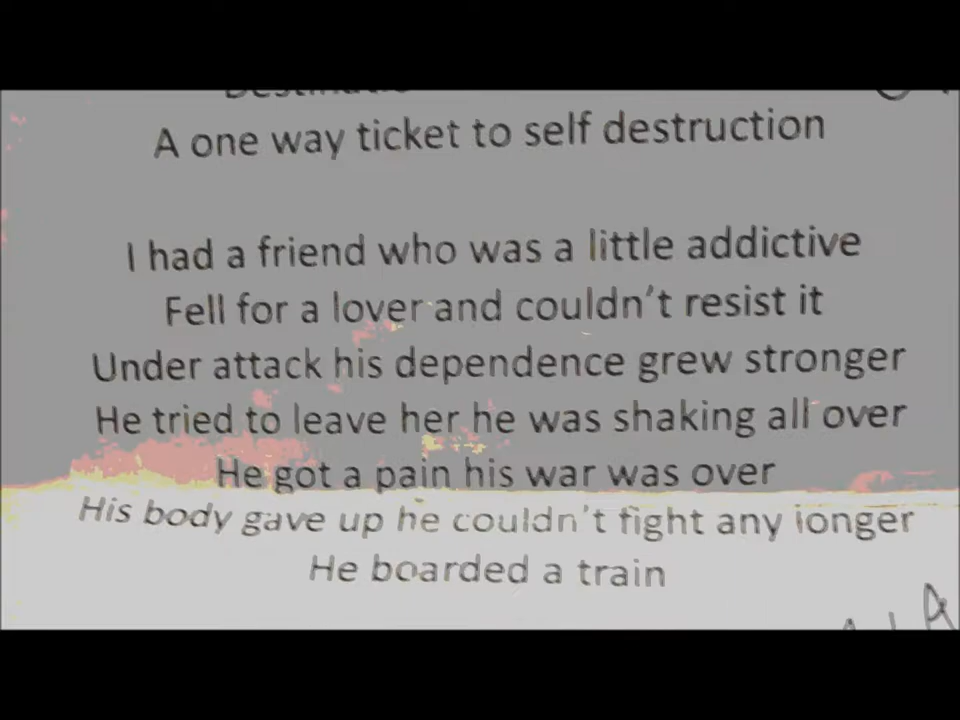 A one way ticket to self destruction
I had a friend who was a little addictive
Fell for a lover and couldn't resist it
Under attack his dependence grew stronger
He tried to leave her he was shaking all over
He got a pain his war was over
His body gave up he couldn't fight any longer
He boarded a train